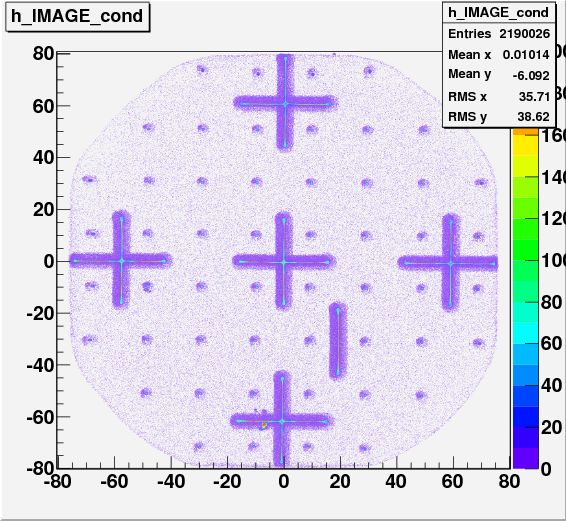 h_IMAGE_cond
h_IMAGE_cond
Entries 2190026
Mean x 0.01014
Mean y -6.092
RMS x 35.71
RMS y 38.62
80
60
40
20
0
-20
-40
-60
-80
-80 -60 -40 -20 0 20 40 60 80
160
140
120
100
80
60
40
20
0